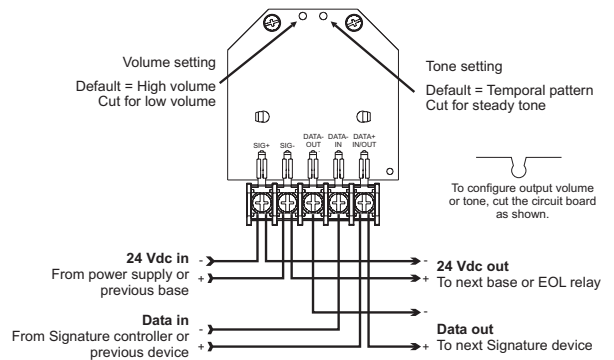 Volume setting
Default = High volume
Cut for low volume
Tone setting
Default = Temporal pattern
Cut for steady tone
SIG+
SIG-
DATA-
OUT
DATA-
IN
DATA+
IN/OUT
To configure output volume
or tone, cut the circuit board
as shown.
24 Vdc in
From power supply or
previous base
-
+
24 Vdc out
To next base or EOL relay
-
+
Data in
From Signature controller or
previous device
-
+
Data out
To next Signature device
-
+